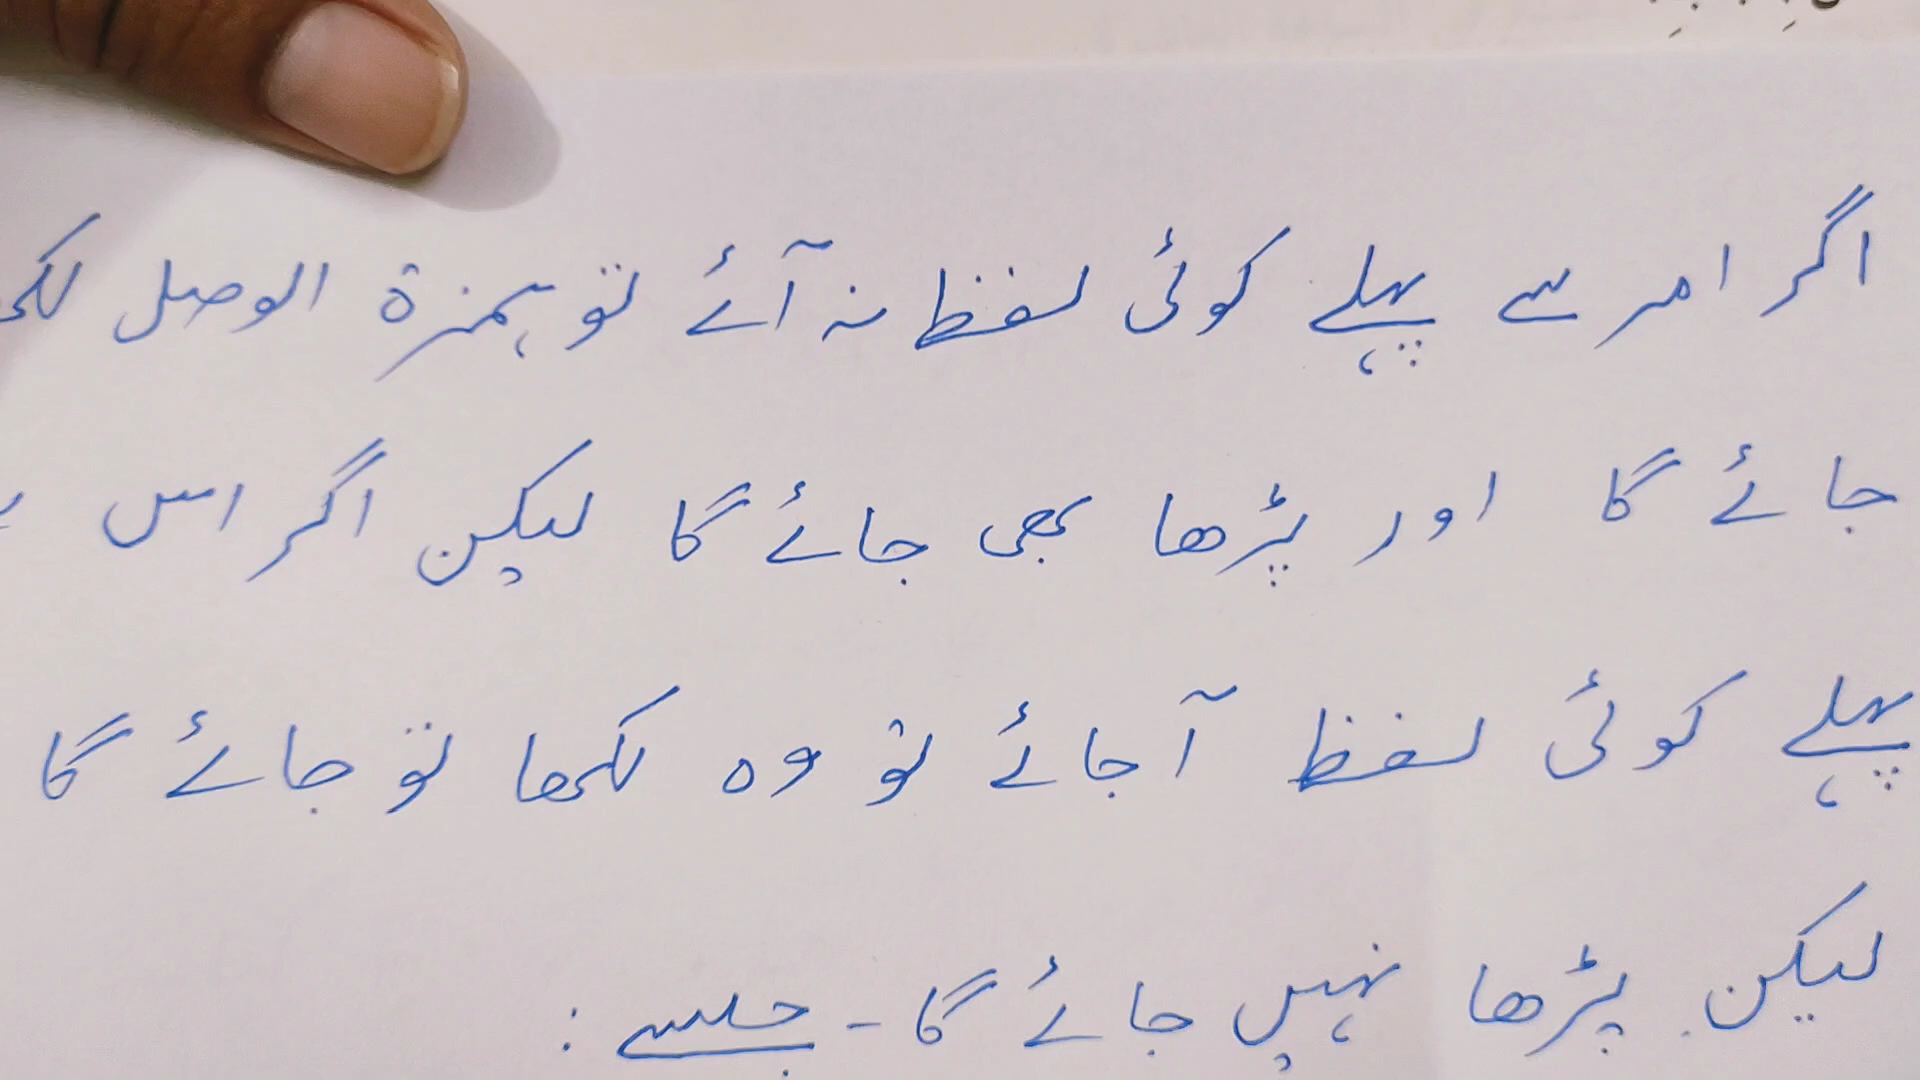 اگر امر سے پہلے کوئی لفظ نہ آئے تو ہمزۃ الوصل
جائے گا اور پڑھا بھی جائے گا لیکن اگر اس
پہلے کوئی لفظ آجائے تو وہ لکھا تو جائے گا
لیکن پڑھا نہیں جائے گا۔ جیسے :